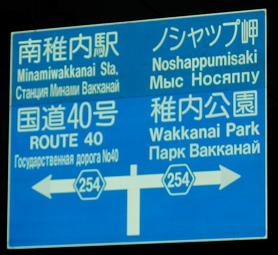 南稚内駅
Minamiwakkanai Sta.
Станция Минами Вакканай
国道40号
ROUTE 40
Государственная дорога №40
254
ノシャップ岬
Noshappumisaki
Мыс Носяппу
稚内公園
Wakkanai Park
Парк Вакканай
254